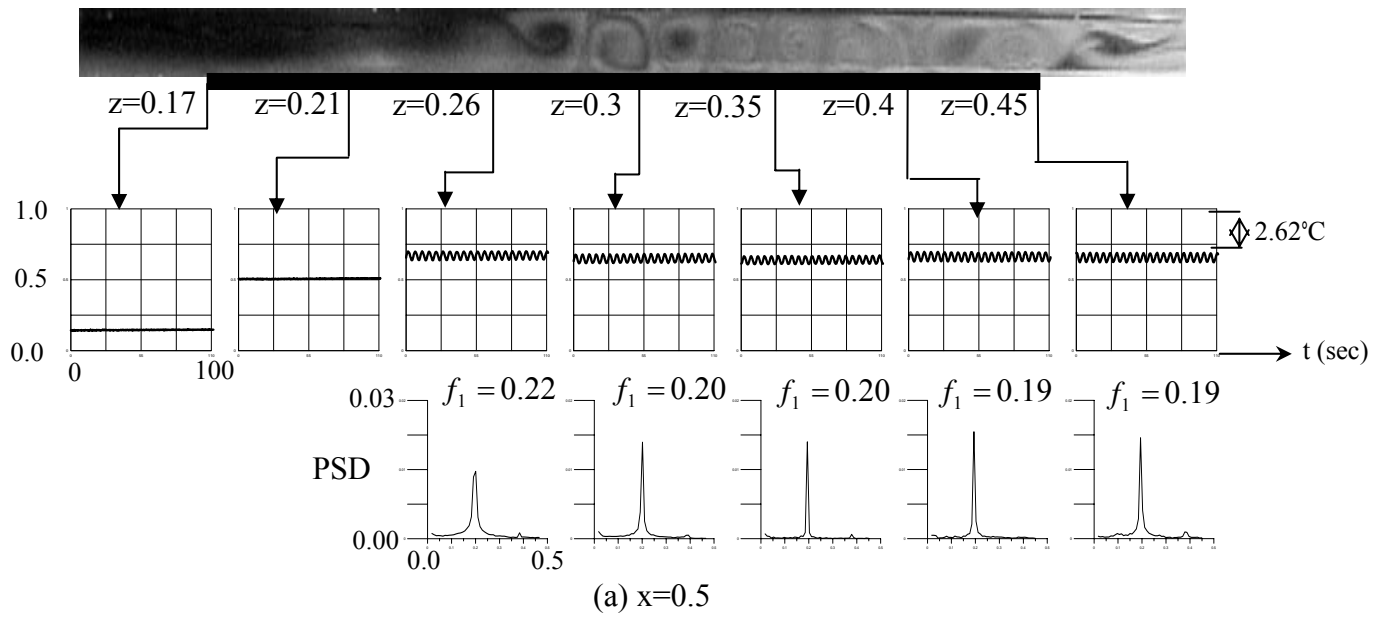 z=0.17 z=0.21 z=0.26 z=0.3 z=0.35 z=0.4 z=0.45
1.0
0.5
0.0
0 100
2.62°C
t (sec)
f₁ = 0.22 f₁ = 0.20 f₁ = 0.20 f₁ = 0.19 f₁ = 0.19
0.03
PSD
0.00
0.0 0.5
(a) x=0.5